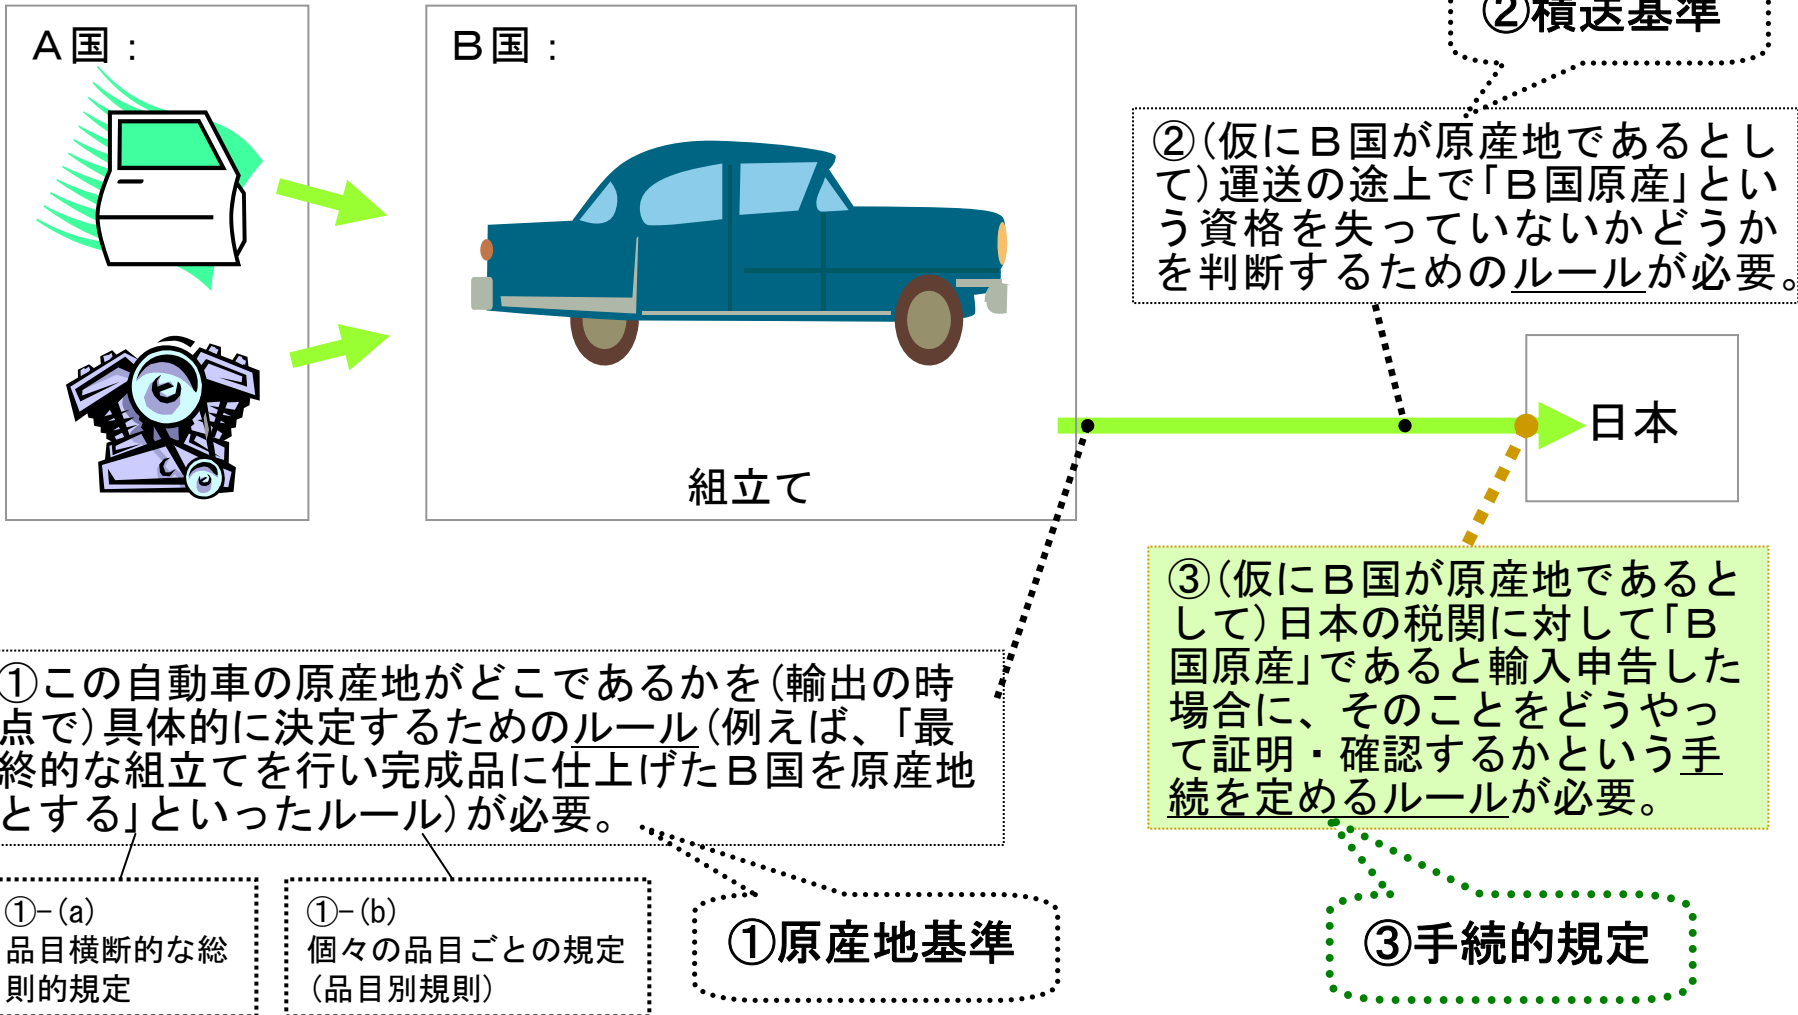 A国:
B国:
②積送基準
②(仮にB国が原産地であるとし
て)運送の途上で「B国原産」とい
う資格を失っていないかどうか
を判断するためのルールが必要。
日本
組立て
③(仮にB国が原産地であると
して)日本の税関に対して「B
国原産」であると輸入申告した
場合に、そのことをどうやっ
て証明・確認するかという手
続を定めるルールが必要。
①この自動車の原産地がどこであるかを(輸出の時
点で)具体的に決定するためのルール(例えば、「最
終的な組立てを行い完成品に仕上げたB国を原産地
とする」といったルール)が必要。
①-(a)
品目横断的な総
則的規定
①-(b)
個々の品目ごとの規定
(品目別規則)
①原産地基準
③手続的規定